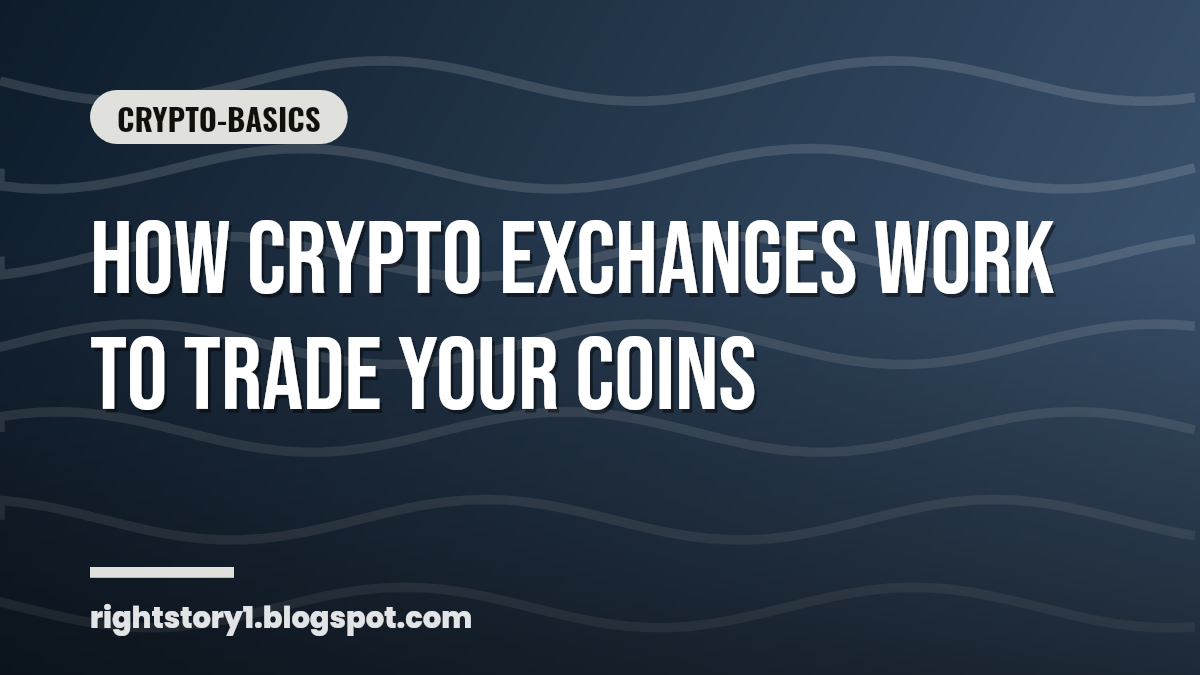 CRYPTO-BASICS
HOW CRYPTO EXCHANGES WORK
TO TRADE YOUR COINS
rightstory1.blogspot.com